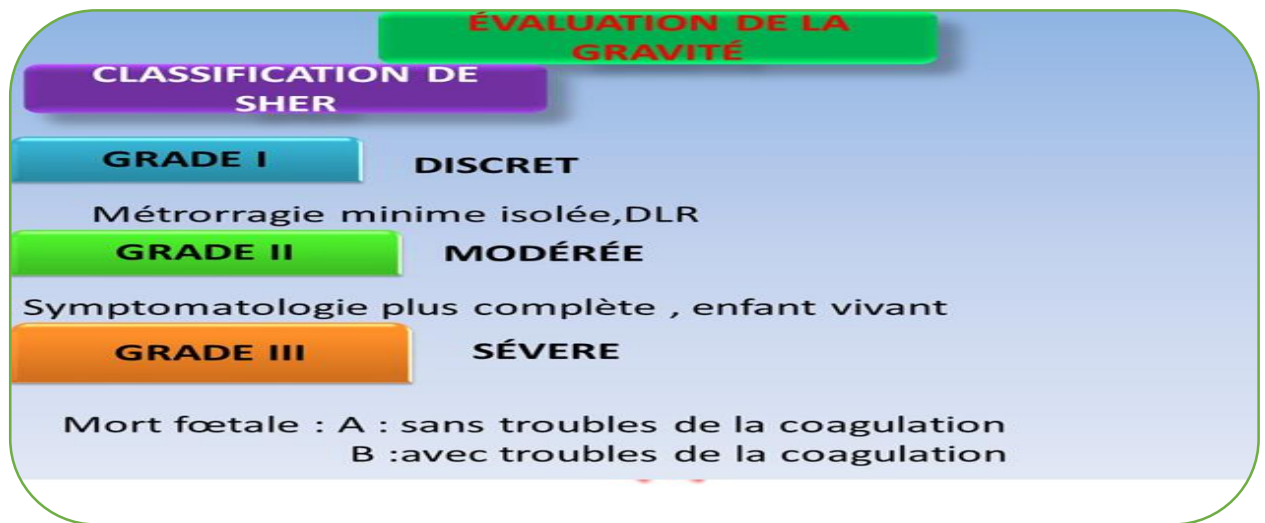 ÉVALUATION DE LA
GRAVITÉ
CLASSIFICATION DE
SHER
GRADE I
DISCRET
Métrorragie minime isolée,DLR
GRADE II
MODÉRÉE
Symptomatologie plus complète , enfant vivant
GRADE III
SÉVERE
Mort fœtale : A : sans troubles de la coagulation
B :avec troubles de la coagulation